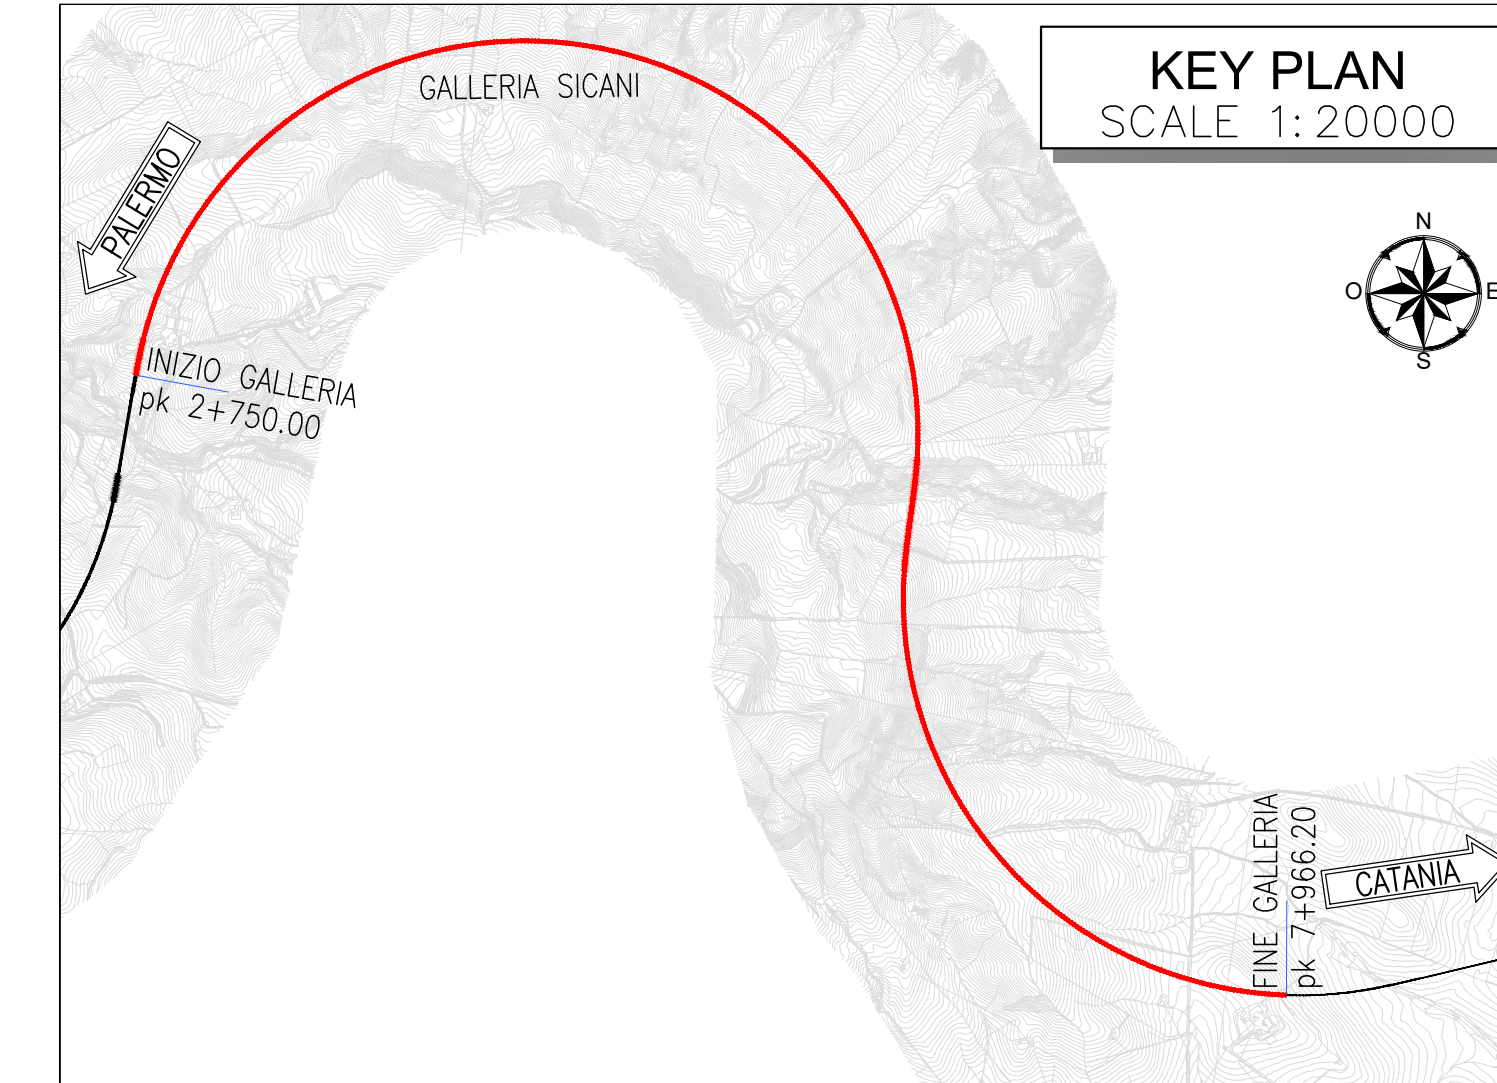 KEY PLAN
SCALE 1:20000
GALLERIA SICANI
PALERMO
N
O
E
S
INIZIO GALLERIA
pk 2+750.00
FINE GALLERIA
pk 7+966.20
CATANIA